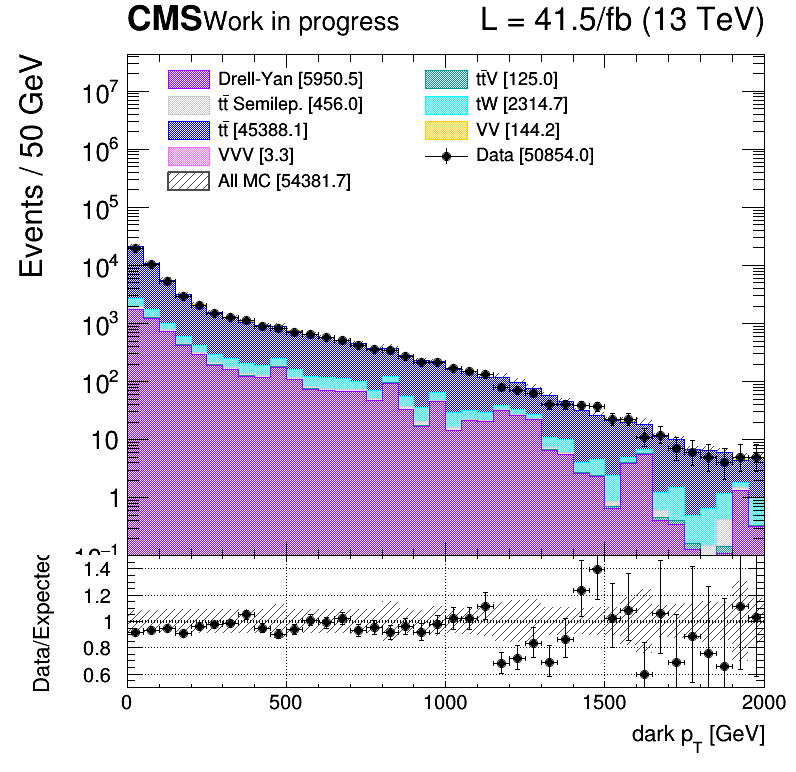 CMS Work in progress L = 41.5/fb (13 TeV)
Events / 50 GeV
Drell-Yan [5950.5]
tt̄ Semilep. [456.0]
tt̄ [45388.1]
VVV [3.3]
All MC [54381.7]
tt̄V [125.0]
tW [2314.7]
VV [144.2]
Data [50854.0]
10⁷
10⁶
10⁵
10⁴
10³
10²
10
1
10⁻¹
Data/Expected
1.4
1.2
1
0.8
0.6
0 500 1000 1500 2000
dark p_T [GeV]